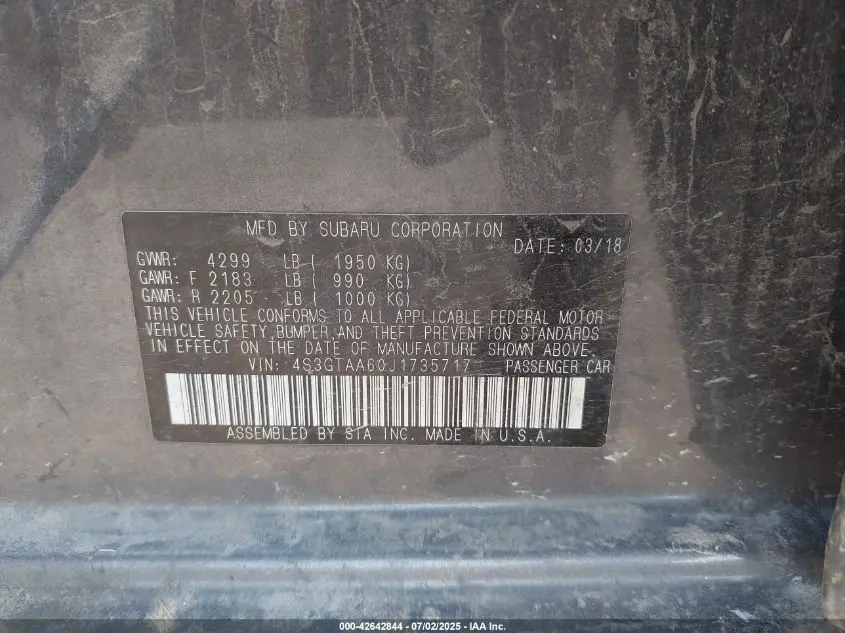 MFD BY SUBARU CORPORATION
DATE: 03/18
GVWR: 4299 LB ( 1950 KG)
GAWR: F 2183 LB ( 990 KG)
GAWR: R 2205 LB ( 1000 KG)
THIS VEHICLE CONFORMS TO ALL APPLICABLE FEDERAL MOTOR
VEHICLE SAFETY, BUMPER, AND THEFT PREVENTION STANDARDS
IN EFFECT ON THE DATE OF MANUFACTURE SHOWN ABOVE.
VIN: 4S3GTAA60J1735717 PASSENGER CAR
ASSEMBLED BY SIA INC. MADE IN U.S.A.
000-42642844 - 07/02/2025 - IAA Inc.